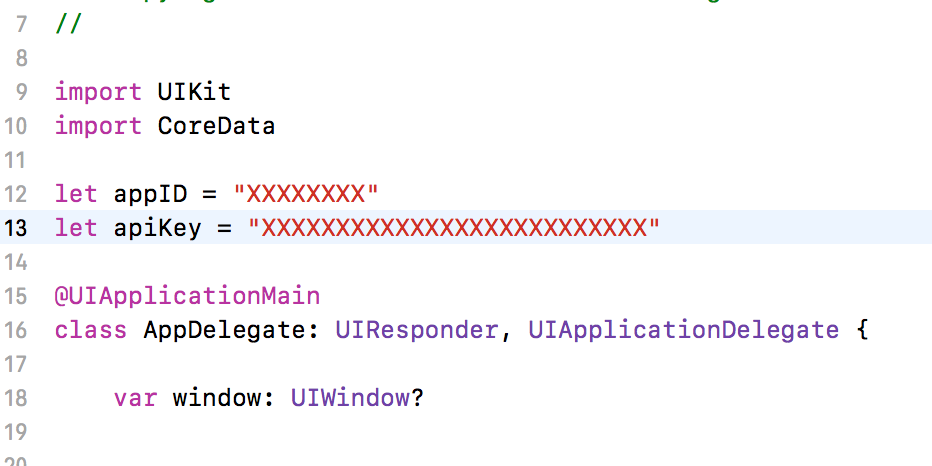 7 //
8
9 import UIKit
10 import CoreData
11
12 let appID = "XXXXXXXX"
13 let apiKey = "XXXXXXXXXXXXXXXXXXXXXXXXXX"
14
15 @UIApplicationMain
16 class AppDelegate: UIResponder, UIApplicationDelegate {
17
18 var window: UIWindow?
19
20